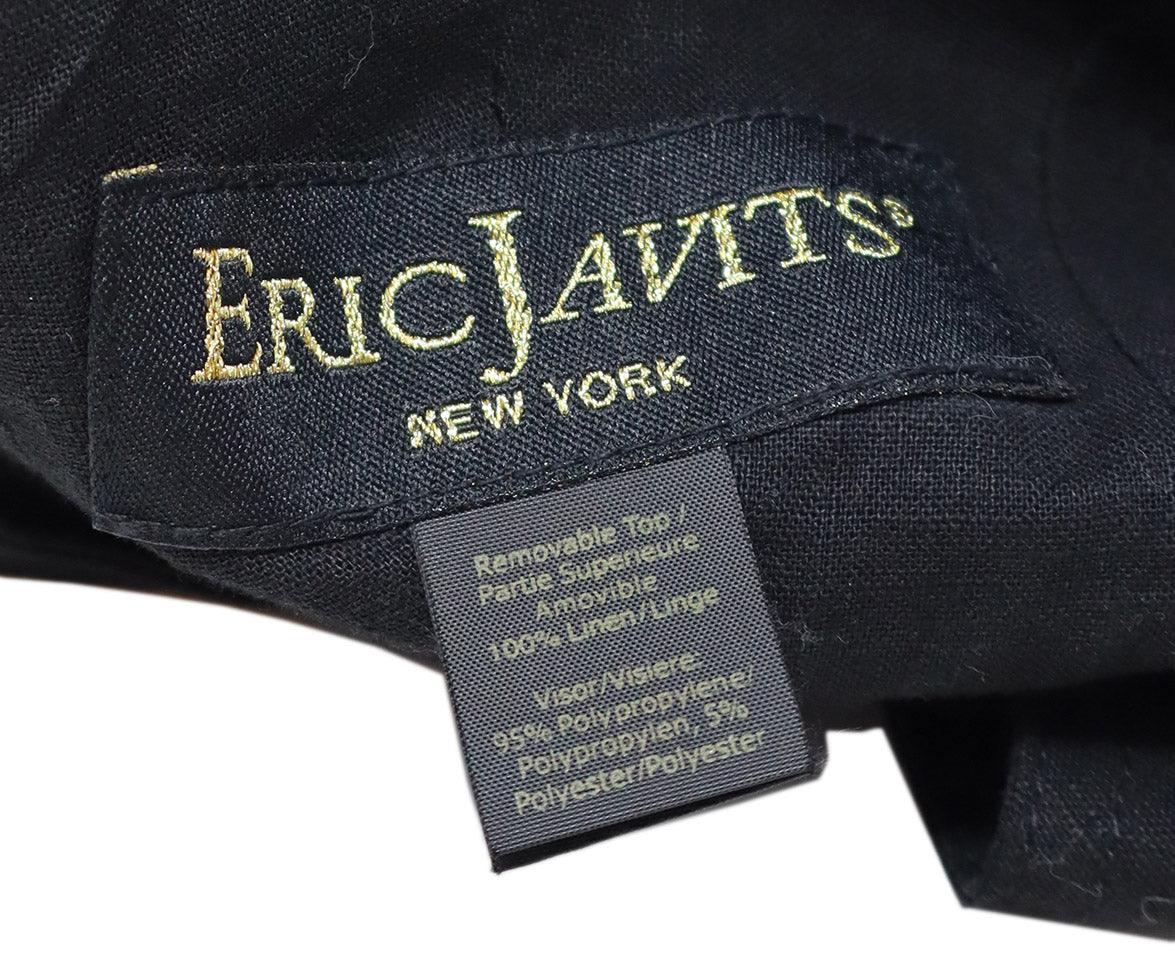 ERIC JAVITS®
NEW YORK
Removable Top /
Partie Superieure
Amovible
100% Linen/Linge
Visor/Visiere
95% Polypropylene/
Polypropylen, 5%
Polyester/Polyester